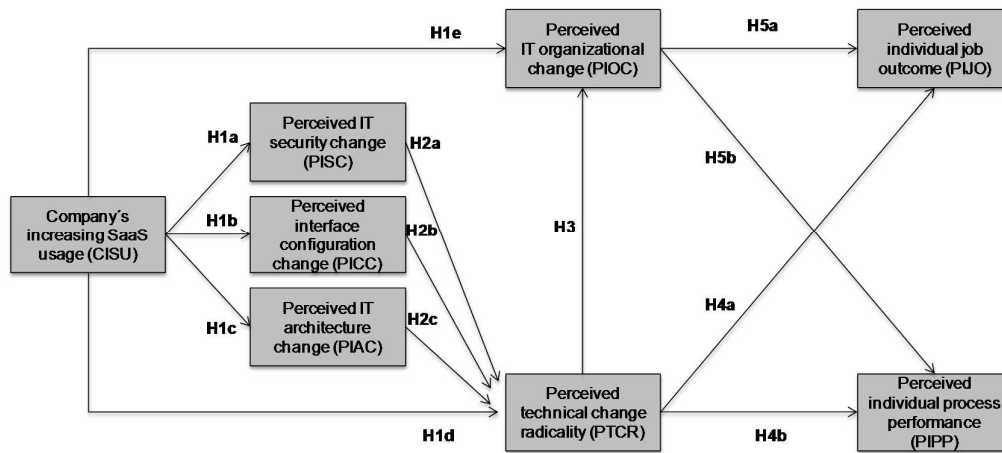 H1e
Perceived
IT organizational
change (PIOC)
H5a
Perceived
individual job
outcome (PIJO)
H1a
Perceived IT
security change
(PISC)
H2a
H5b
Company´s
increasing SaaS
usage (CISU)
H1b
Perceived
interface
configuration
change (PICC)
H2b
H3
H1c
Perceived IT
architecture
change (PIAC)
H2c
H4a
H1d
Perceived
technical change
radicality (PTCR)
H4b
Perceived
individual process
performance
(PIPP)